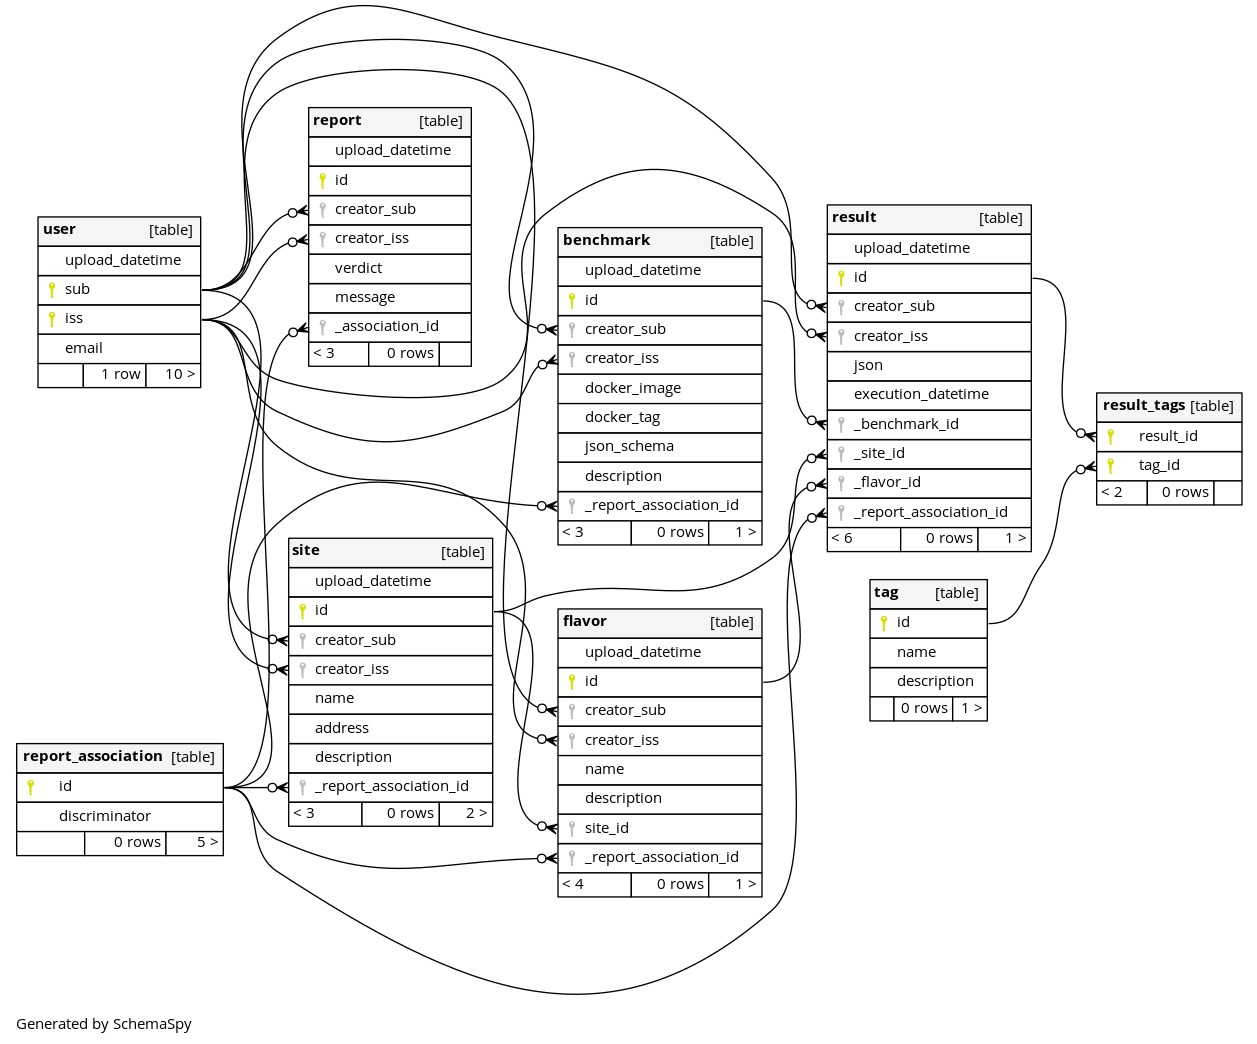 report [table]
upload_datetime
id
creator_sub
creator_iss
verdict
message
_association_id
< 3 0 rows
user [table]
upload_datetime
sub
iss
email
1 row 10 >
benchmark [table]
upload_datetime
id
creator_sub
creator_iss
docker_image
docker_tag
json_schema
description
_report_association_id
< 3 0 rows 1 >
result [table]
upload_datetime
id
creator_sub
creator_iss
json
execution_datetime
_benchmark_id
_site_id
_flavor_id
_report_association_id
< 6 0 rows 1 >
result_tags [table]
result_id
tag_id
< 2 0 rows
site [table]
upload_datetime
id
creator_sub
creator_iss
name
address
description
_report_association_id
< 3 0 rows 2 >
flavor [table]
upload_datetime
id
creator_sub
creator_iss
name
description
site_id
_report_association_id
< 4 0 rows 1 >
tag [table]
id
name
description
0 rows 1 >
report_association [table]
id
discriminator
0 rows 5 >
Generated by SchemaSpy